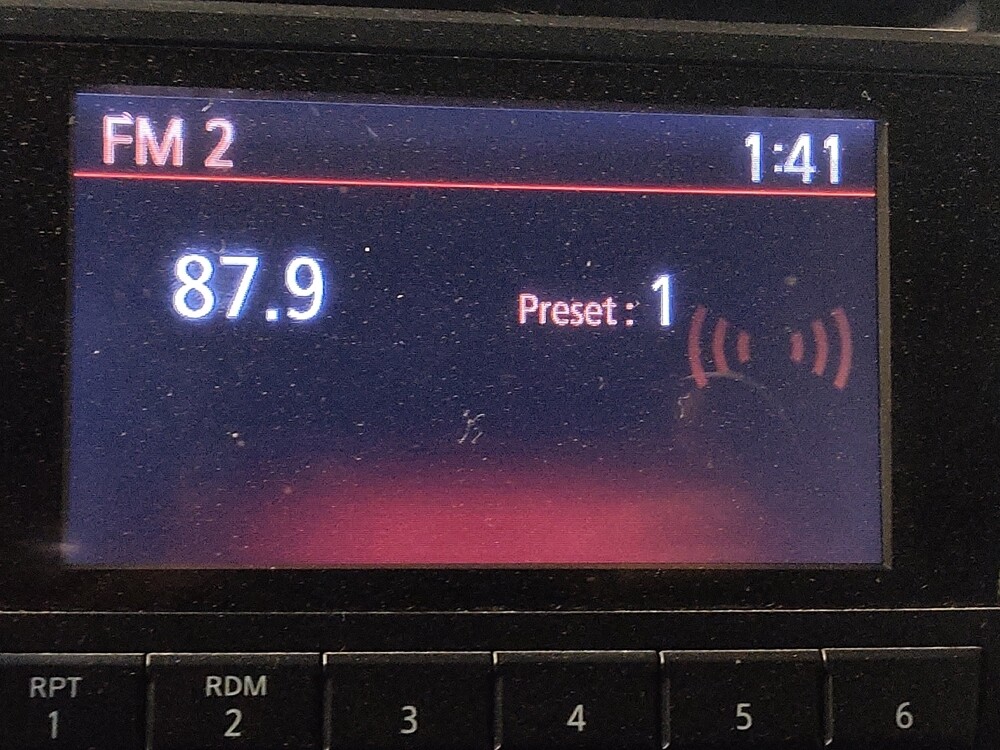 FM 2 1:41
87.9 Preset : 1
RPT RDM
1 2 3 4 5 6